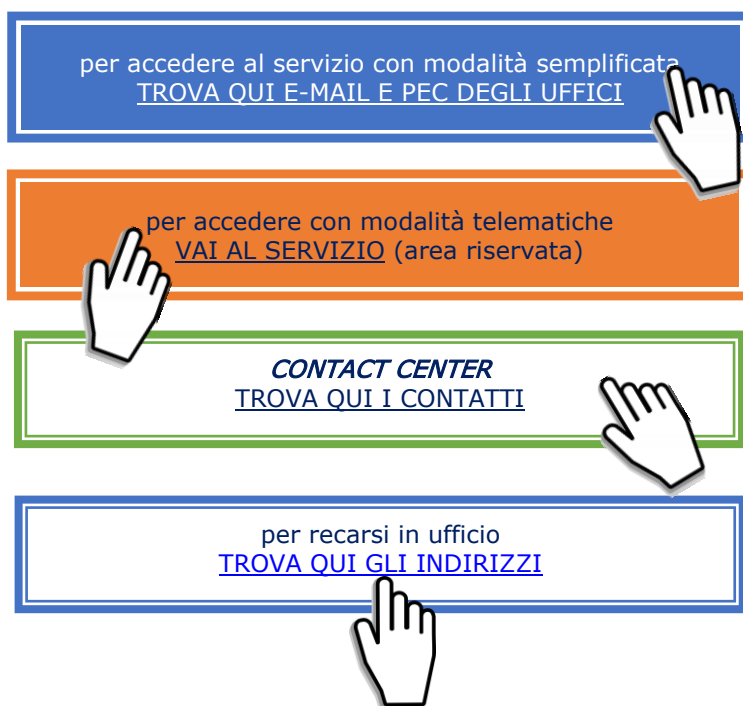 per accedere al servizio con modalità semplificata
TROVA QUI E-MAIL E PEC DEGLI UFFICI
per accedere con modalità telematiche
VAI AL SERVIZIO (area riservata)
CONTACT CENTER
TROVA QUI I CONTATTI
per recarsi in ufficio
TROVA QUI GLI INDIRIZZI